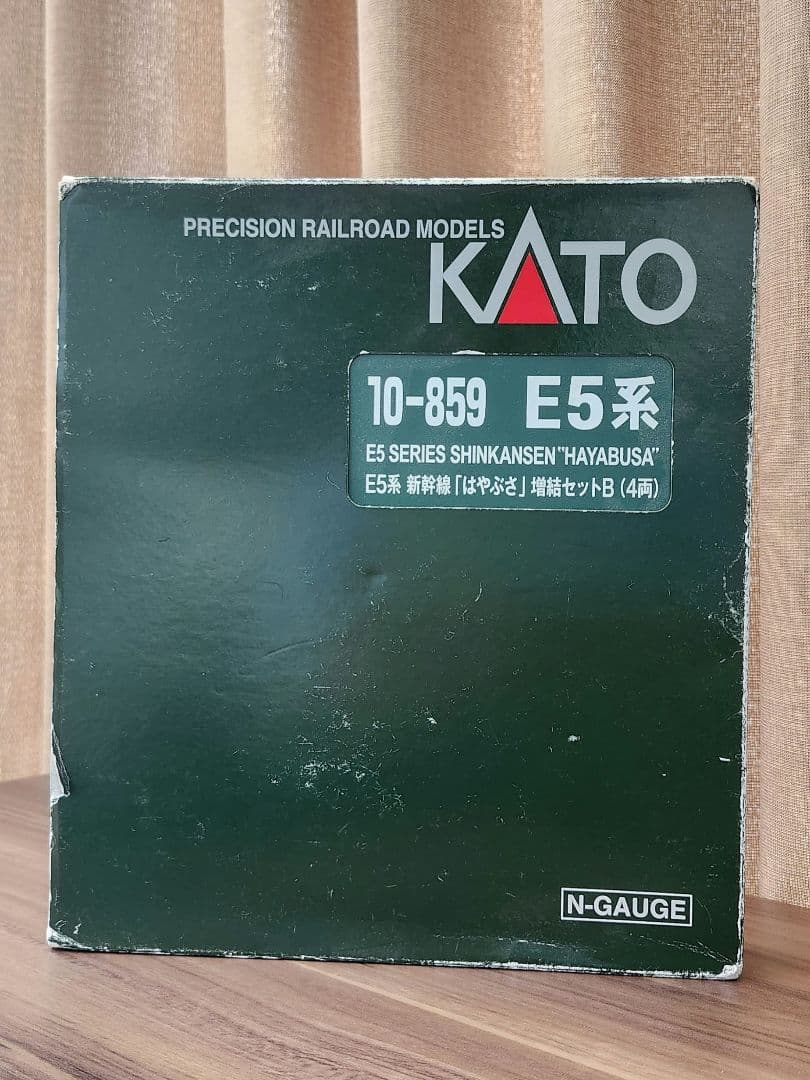 PRECISION RAILROAD MODELS
KATO
10-859 E5系
E5 SERIES SHINKANSEN "HAYABUSA"
E5系 新幹線「はやぶさ」増結セットB(4両)
N-GAUGE